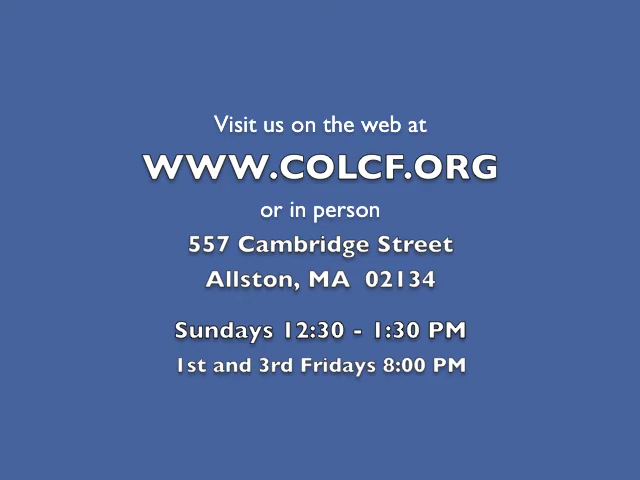 Visit us on the web at
WWW.COLCF.ORG
or in person
557 Cambridge Street
Allston, MA  02134
Sundays 12:30 - 1:30 PM
1st and 3rd Fridays 8:00 PM